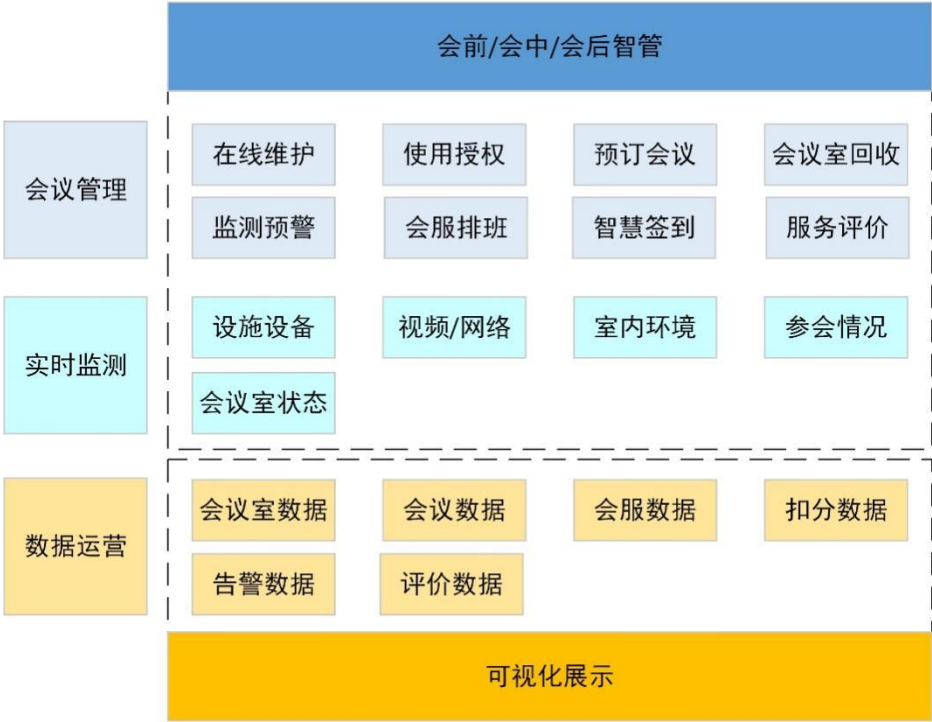 会前/会中/会后智管
会议管理
在线维护 使用授权 预订会议 会议室回收
监测预警 会服排班 智慧签到 服务评价
实时监测
设施设备 视频/网络 室内环境 参会情况
会议室状态
数据运营
会议室数据 会议数据 会服数据 扣分数据
告警数据 评价数据
可视化展示